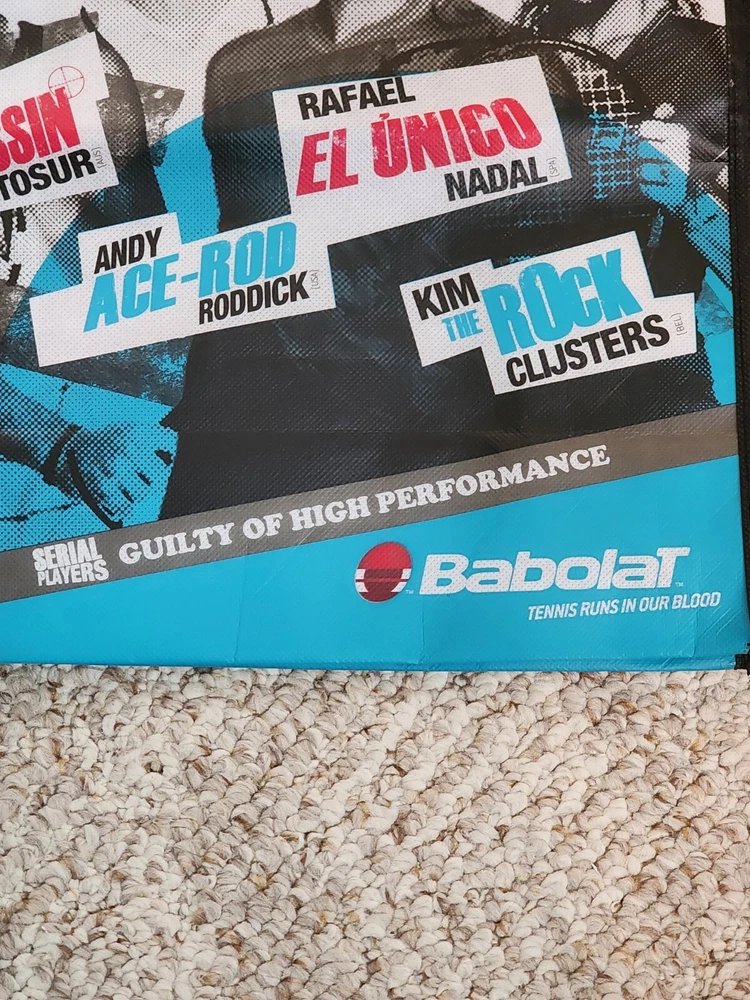 SSIN
TOSUR
(AUS)
RAFAEL
EL ÚNICO
NADAL
(SPA)
ANDY
ACE-ROD
RODDICK
(USA)
KIM
THE ROCK
CLIJSTERS
(BEL)
SERIAL
PLAYERS
GUILTY OF HIGH PERFORMANCE
BabolaT
TENNIS RUNS IN OUR BLOOD